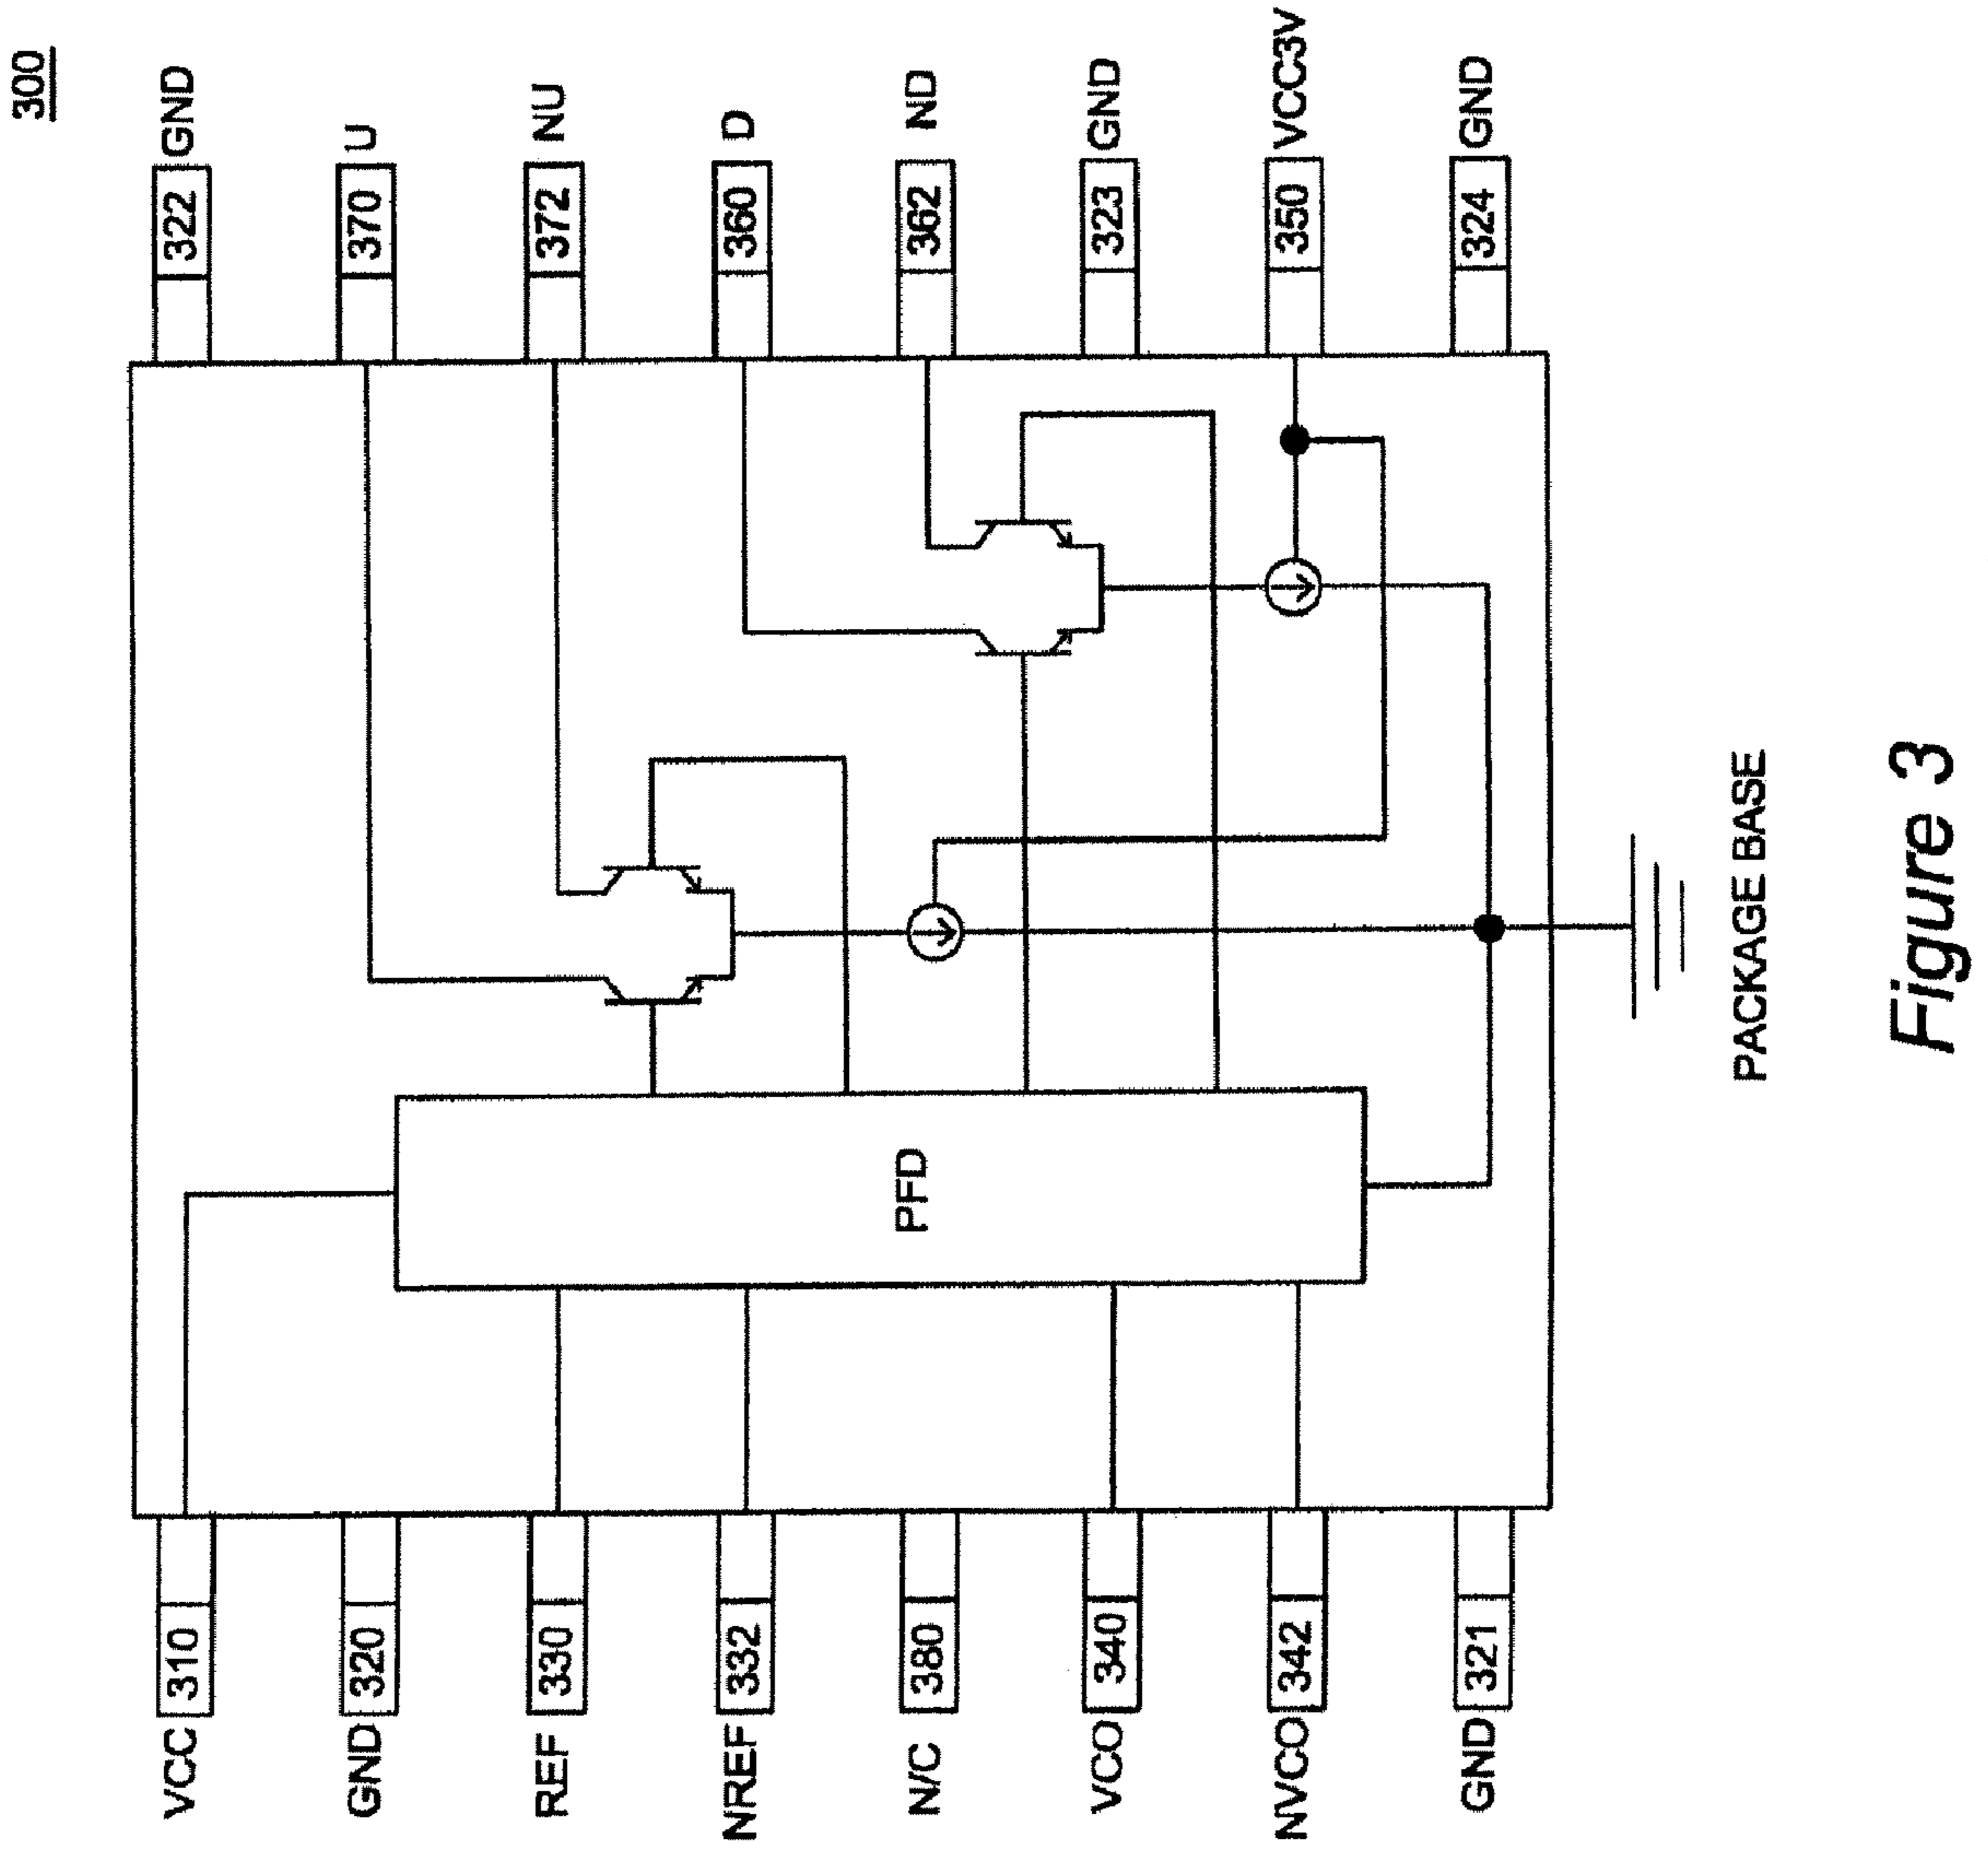 300
VCC 310
GND 320
REF 330
NREF 332
N/C 380
VCO 340
NVCO 342
GND 321
PFD
322 GND
370 U
372 NU
360 D
362 ND
323 GND
350 VCC3V
324 GND
PACKAGE BASE
Figure 3